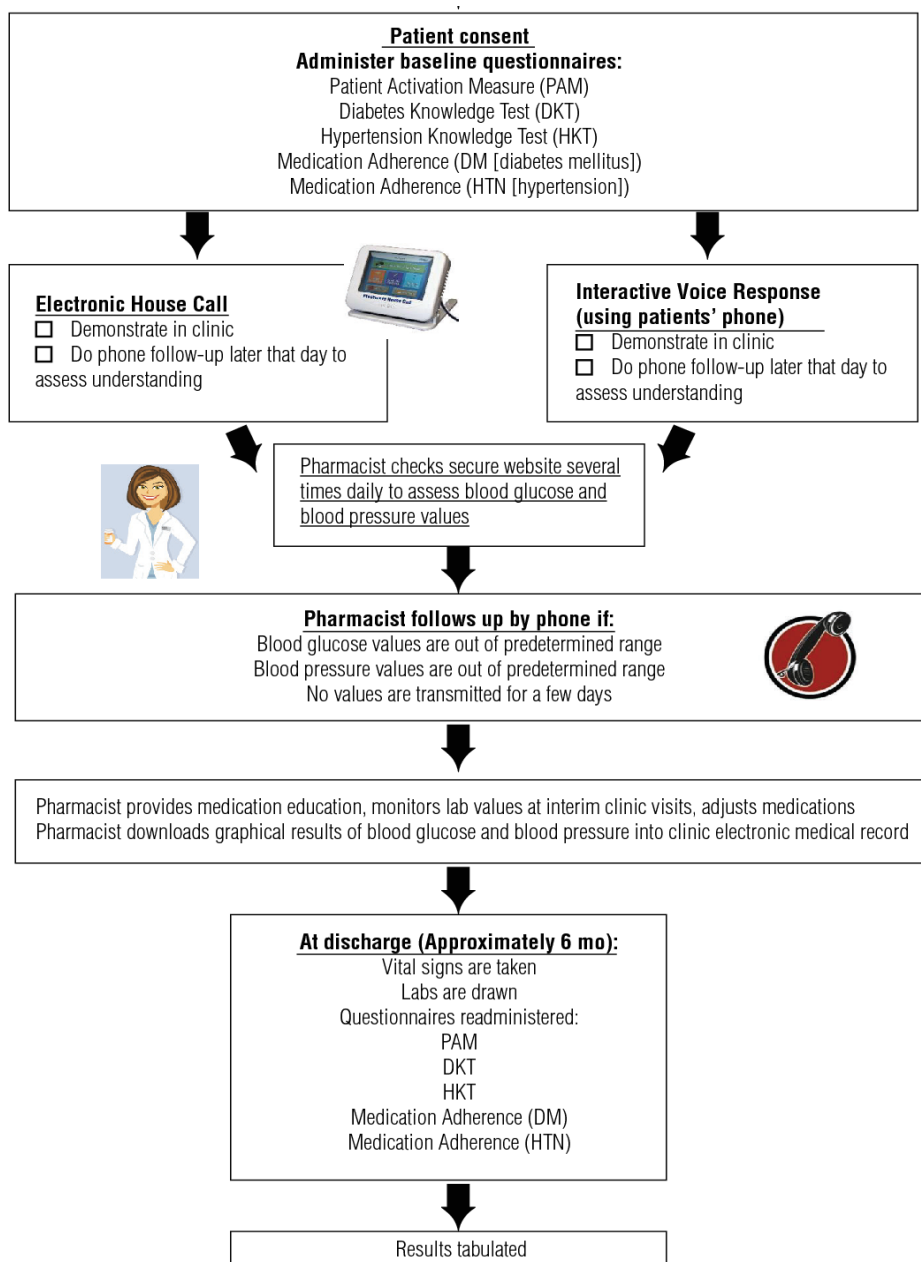 Patient consent
Administer baseline questionnaires:
Patient Activation Measure (PAM)
Diabetes Knowledge Test (DKT)
Hypertension Knowledge Test (HKT)
Medication Adherence (DM [diabetes mellitus])
Medication Adherence (HTN [hypertension])
Electronic House Call
☐ Demonstrate in clinic
☐ Do phone follow-up later that day to
assess understanding
Interactive Voice Response
(using patients’ phone)
☐ Demonstrate in clinic
☐ Do phone follow-up later that day to
assess understanding
Pharmacist checks secure website several
times daily to assess blood glucose and
blood pressure values
Pharmacist follows up by phone if:
Blood glucose values are out of predetermined range
Blood pressure values are out of predetermined range
No values are transmitted for a few days
Pharmacist provides medication education, monitors lab values at interim clinic visits, adjusts medications
Pharmacist downloads graphical results of blood glucose and blood pressure into clinic electronic medical record
At discharge (Approximately 6 mo):
Vital signs are taken
Labs are drawn
Questionnaires readministered:
PAM
DKT
HKT
Medication Adherence (DM)
Medication Adherence (HTN)
Results tabulated